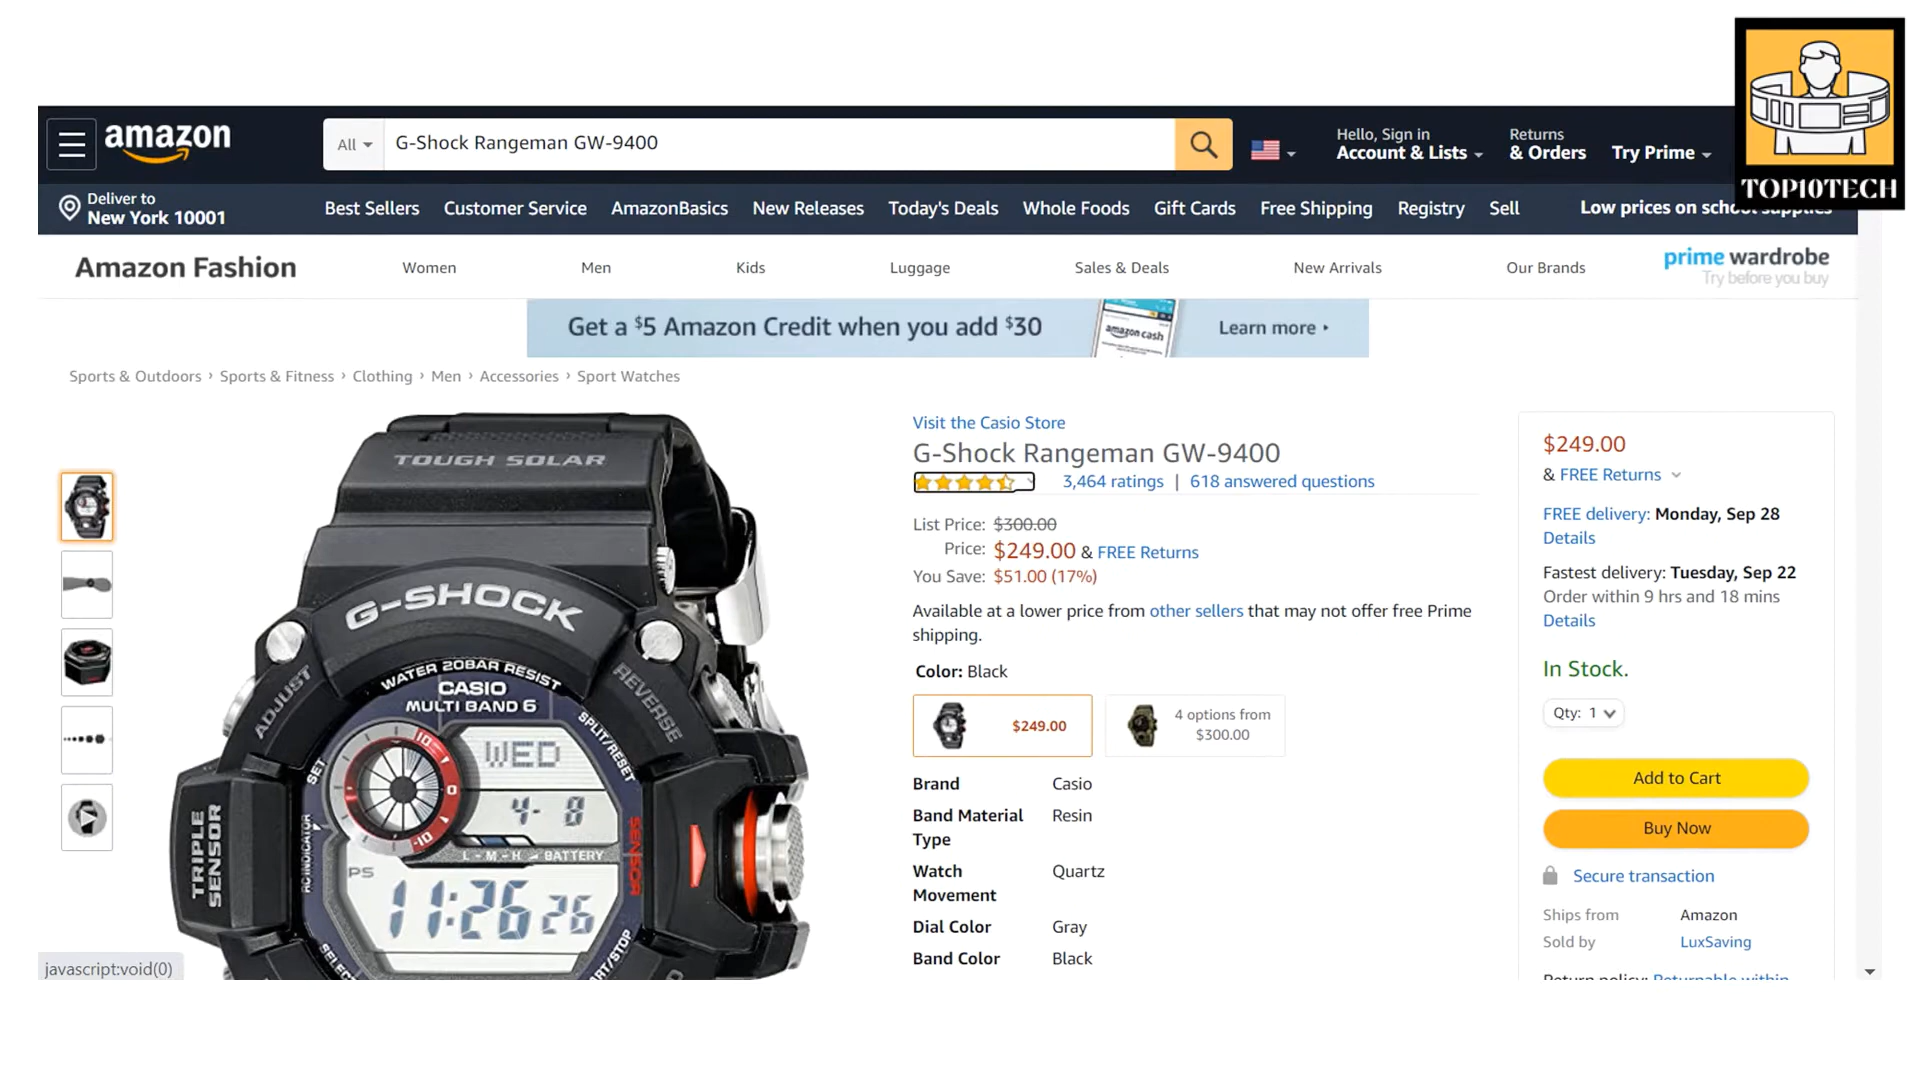 TOP10TECH
amazon
All
G-Shock Rangeman GW-9400
Hello, Sign in
Account & Lists
Returns
& Orders
Try Prime
Deliver to
New York 10001
Best Sellers
Customer Service
AmazonBasics
New Releases
Today's Deals
Whole Foods
Gift Cards
Free Shipping
Registry
Sell
Low prices on school supplies
Amazon Fashion
Women
Men
Kids
Luggage
Sales & Deals
New Arrivals
Our Brands
prime wardrobe
Try before you buy
Get a $5 Amazon Credit when you add $30
amazon cash
Learn more ▸
Sports & Outdoors › Sports & Fitness › Clothing › Men › Accessories › Sport Watches
TOUGH SOLAR
G-SHOCK
WATER 20BAR RESIST
CASIO
MULTI BAND 6
ADJUST
REVERSE
SPLIT/RESET
SET
10
0
-10
WED
4- 8
L - M - H BATTERY
SENSOR
TRIPLE
SENSOR
AC INDICATOR
PS
11:26 26
Visit the Casio Store
G-Shock Rangeman GW-9400
3,464 ratings | 618 answered questions
List Price: $300.00
Price: $249.00 & FREE Returns
You Save: $51.00 (17%)
Available at a lower price from other sellers that may not offer free Prime
shipping.
Color: Black
$249.00
4 options from
$300.00
Brand Casio
Band Material Resin
Type
Watch Quartz
Movement
Dial Color Gray
Band Color Black
$249.00
& FREE Returns
FREE delivery: Monday, Sep 28
Details
Fastest delivery: Tuesday, Sep 22
Order within 9 hrs and 18 mins
Details
In Stock.
Qty: 1
Add to Cart
Buy Now
Secure transaction
Ships from Amazon
Sold by LuxSaving
Return policy: Returnable within
javascript:void(0)